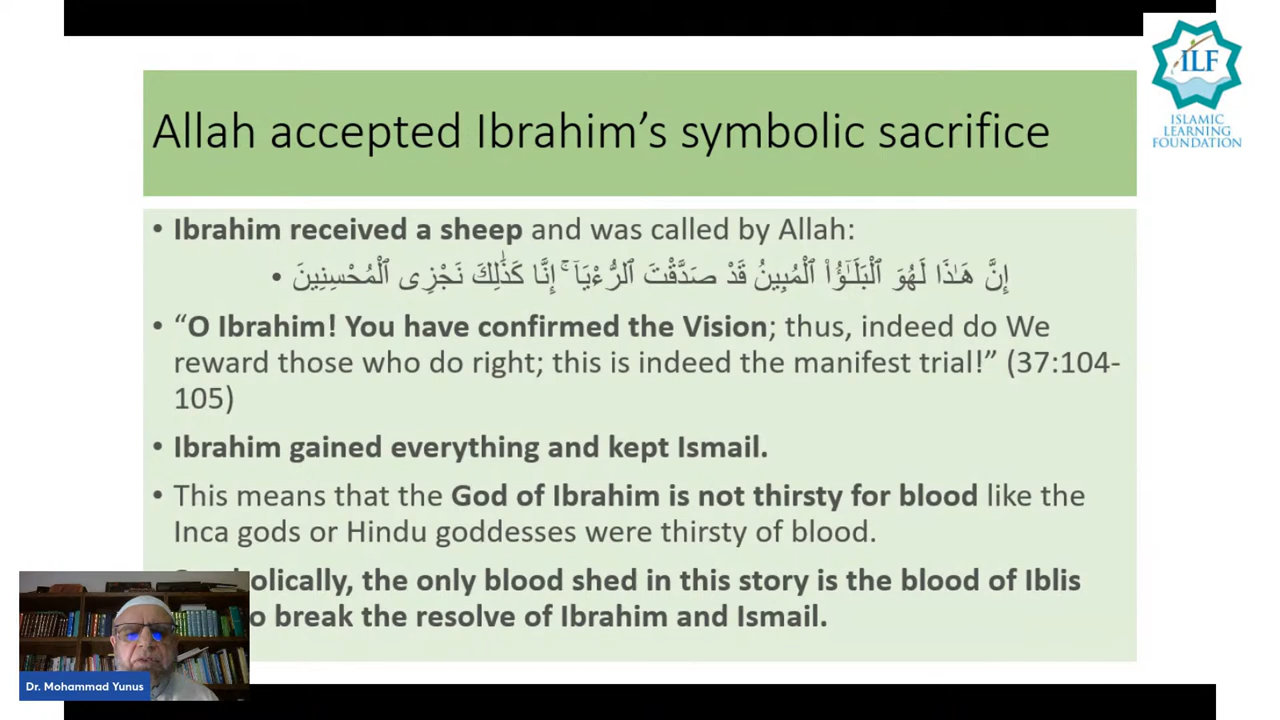 ILF
ISLAMIC
LEARNING
FOUNDATION
Allah accepted Ibrahim’s symbolic sacrifice
• Ibrahim received a sheep and was called by Allah:
• إِنَّ هَـٰذَا لَهُوَ ٱلْبَلَـٰٓؤُا۟ ٱلْمُبِينُ قَدْ صَدَّقْتَ ٱلرُّءْيَآ ۚ إِنَّا كَذَٰلِكَ نَجْزِى ٱلْمُحْسِنِينَ
• “O Ibrahim! You have confirmed the Vision; thus, indeed do We
reward those who do right; this is indeed the manifest trial!” (37:104-
105)
• Ibrahim gained everything and kept Ismail.
• This means that the God of Ibrahim is not thirsty for blood like the
Inca gods or Hindu goddesses were thirsty of blood.
olically, the only blood shed in this story is the blood of Iblis
o break the resolve of Ibrahim and Ismail.
Dr. Mohammad Yunus